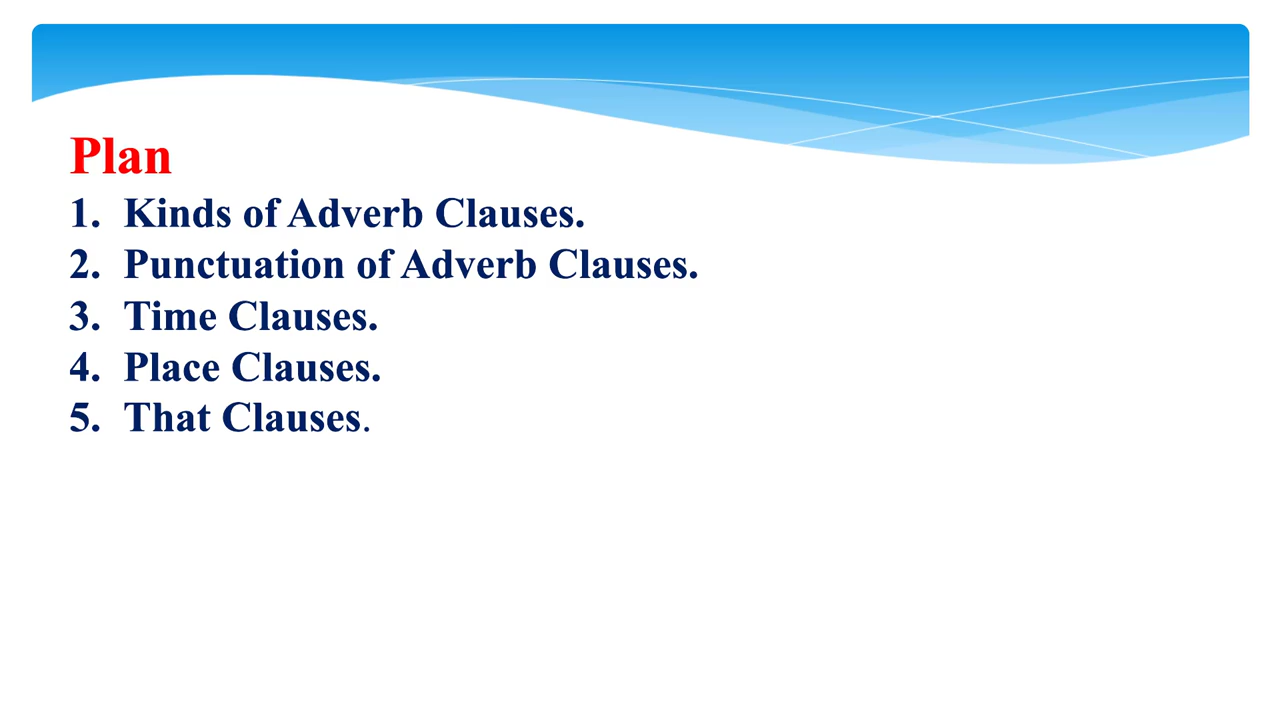 Plan
1. Kinds of Adverb Clauses.
2. Punctuation of Adverb Clauses.
3. Time Clauses.
4. Place Clauses.
5. That Clauses.